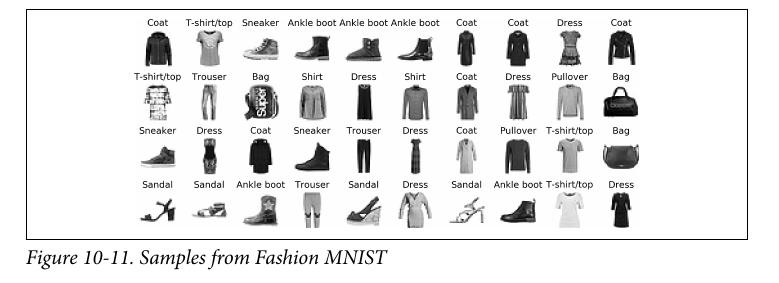 Coat T-shirt/top Sneaker Ankle boot Ankle boot Ankle boot Coat Coat Dress Coat
T-shirt/top Trouser Bag Shirt Dress Shirt Coat Dress Pullover Bag
Super
Sneaker Dress Coat Sneaker Trouser Dress Coat Pullover T-shirt/top Bag
Sandal Sandal Ankle boot Trouser Sandal Dress Sandal Ankle boot T-shirt/top Dress
Figure 10-11. Samples from Fashion MNIST